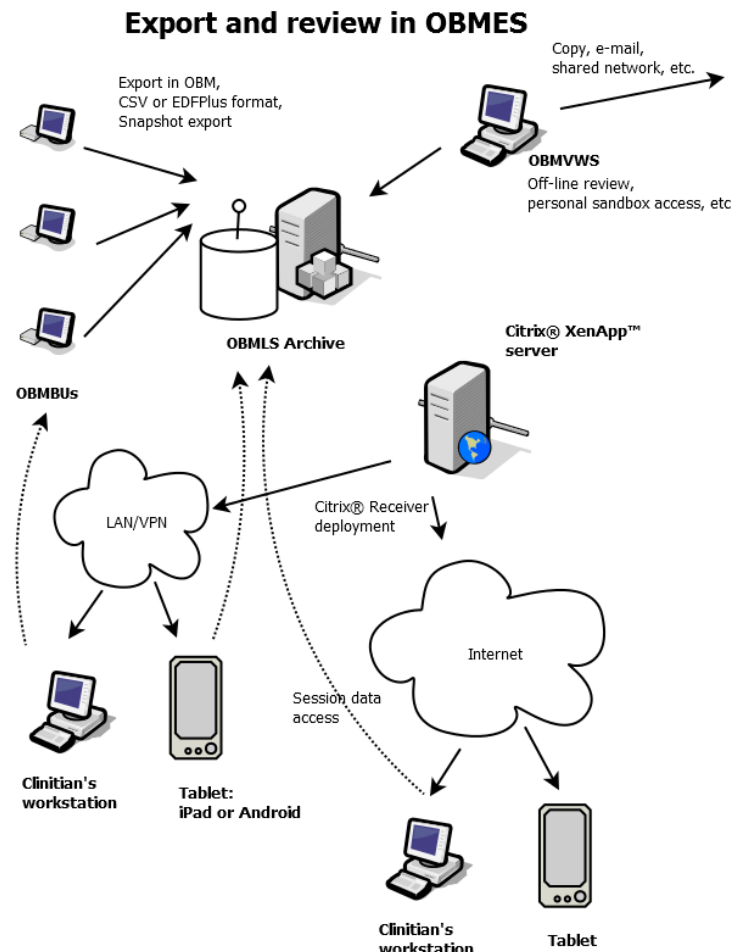 Export and review in OBMES
Copy, e-mail,
shared network, etc.
Export in OBM,
CSV or EDFPlus format,
Snapshot export
OBMVWS
Off-line review,
personal sandbox access, etc
OBMLS Archive
Citrix® XenApp™
server
OBMBUs
Citrix® Receiver
deployment
LAN/VPN
Internet
Session data
access
Clinitian's
workstation
Tablet:
iPad or Android
Clinitian's
workstation
Tablet